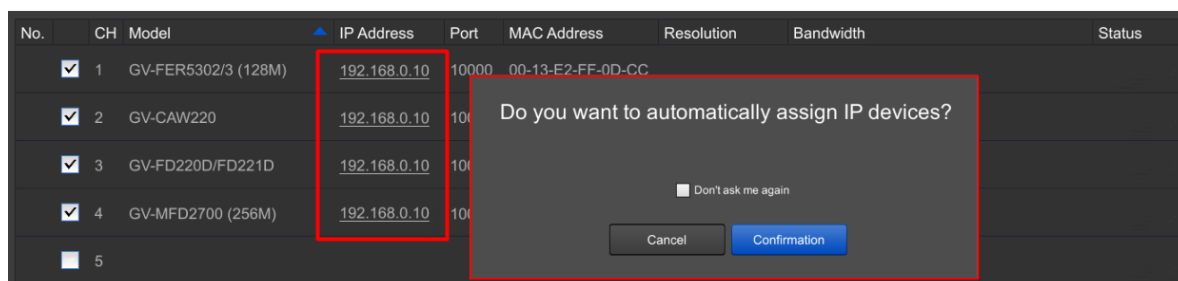 No. CH Model IP Address Port MAC Address Resolution Bandwidth Status
1 GV-FER5302/3 (128M) 192.168.0.10 10000 00-13-E2-FF-0D-CC
Do you want to automatically assign IP devices?
2 GV-CAW220 192.168.0.10
3 GV-FD220D/FD221D 192.168.0.10
Don't ask me again
4 GV-MFD2700 (256M) 192.168.0.10
Cancel Confirmation
5